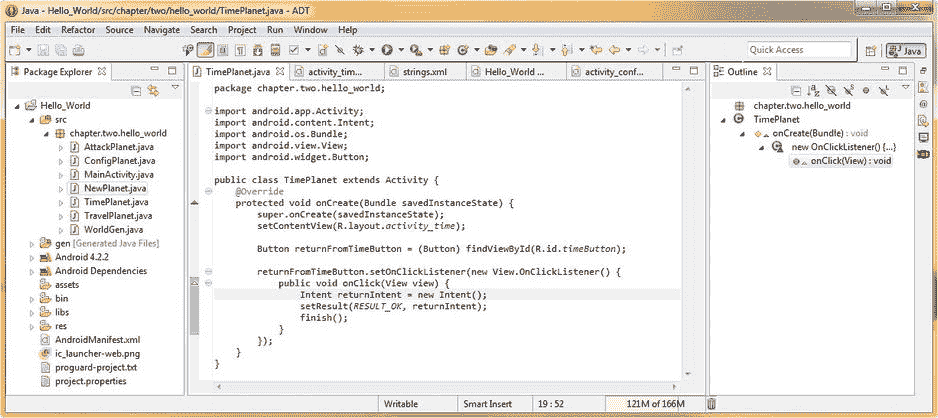 Java - Hello_World/src/chapter/two/hello_world/TimePlanet.java - ADT
File Edit Refactor Source Navigate Search Project Run Window Help
Quick Access
Java
Package Explorer
Hello_World
src
chapter.two.hello_world
AttackPlanet.java
ConfigPlanet.java
MainActivity.java
NewPlanet.java
TimePlanet.java
TravelPlanet.java
WorldGen.java
gen [Generated Java Files]
Android 4.2.2
Android Dependencies
assets
bin
libs
res
AndroidManifest.xml
ic_launcher-web.png
proguard-project.txt
project.properties
TimePlanet.java activity_tim... strings.xml Hello_World ... activity_conf...
package chapter.two.hello_world;
import android.app.Activity;
import android.content.Intent;
import android.os.Bundle;
import android.view.View;
import android.widget.Button;
public class TimePlanet extends Activity {
@Override
protected void onCreate(Bundle savedInstanceState) {
super.onCreate(savedInstanceState);
setContentView(R.layout.activity_time);
Button returnFromTimeButton = (Button) findViewById(R.id.timeButton);
returnFromTimeButton.setOnClickListener(new View.OnClickListener() {
public void onClick(View view) {
Intent returnIntent = new Intent();
setResult(RESULT_OK, returnIntent);
finish();
}
});
}
}
Outline
chapter.two.hello_world
TimePlanet
onCreate(Bundle) : void
new OnClickListener() {...}
onClick(View) : void
Writable Smart Insert 19 : 52 121M of 166M